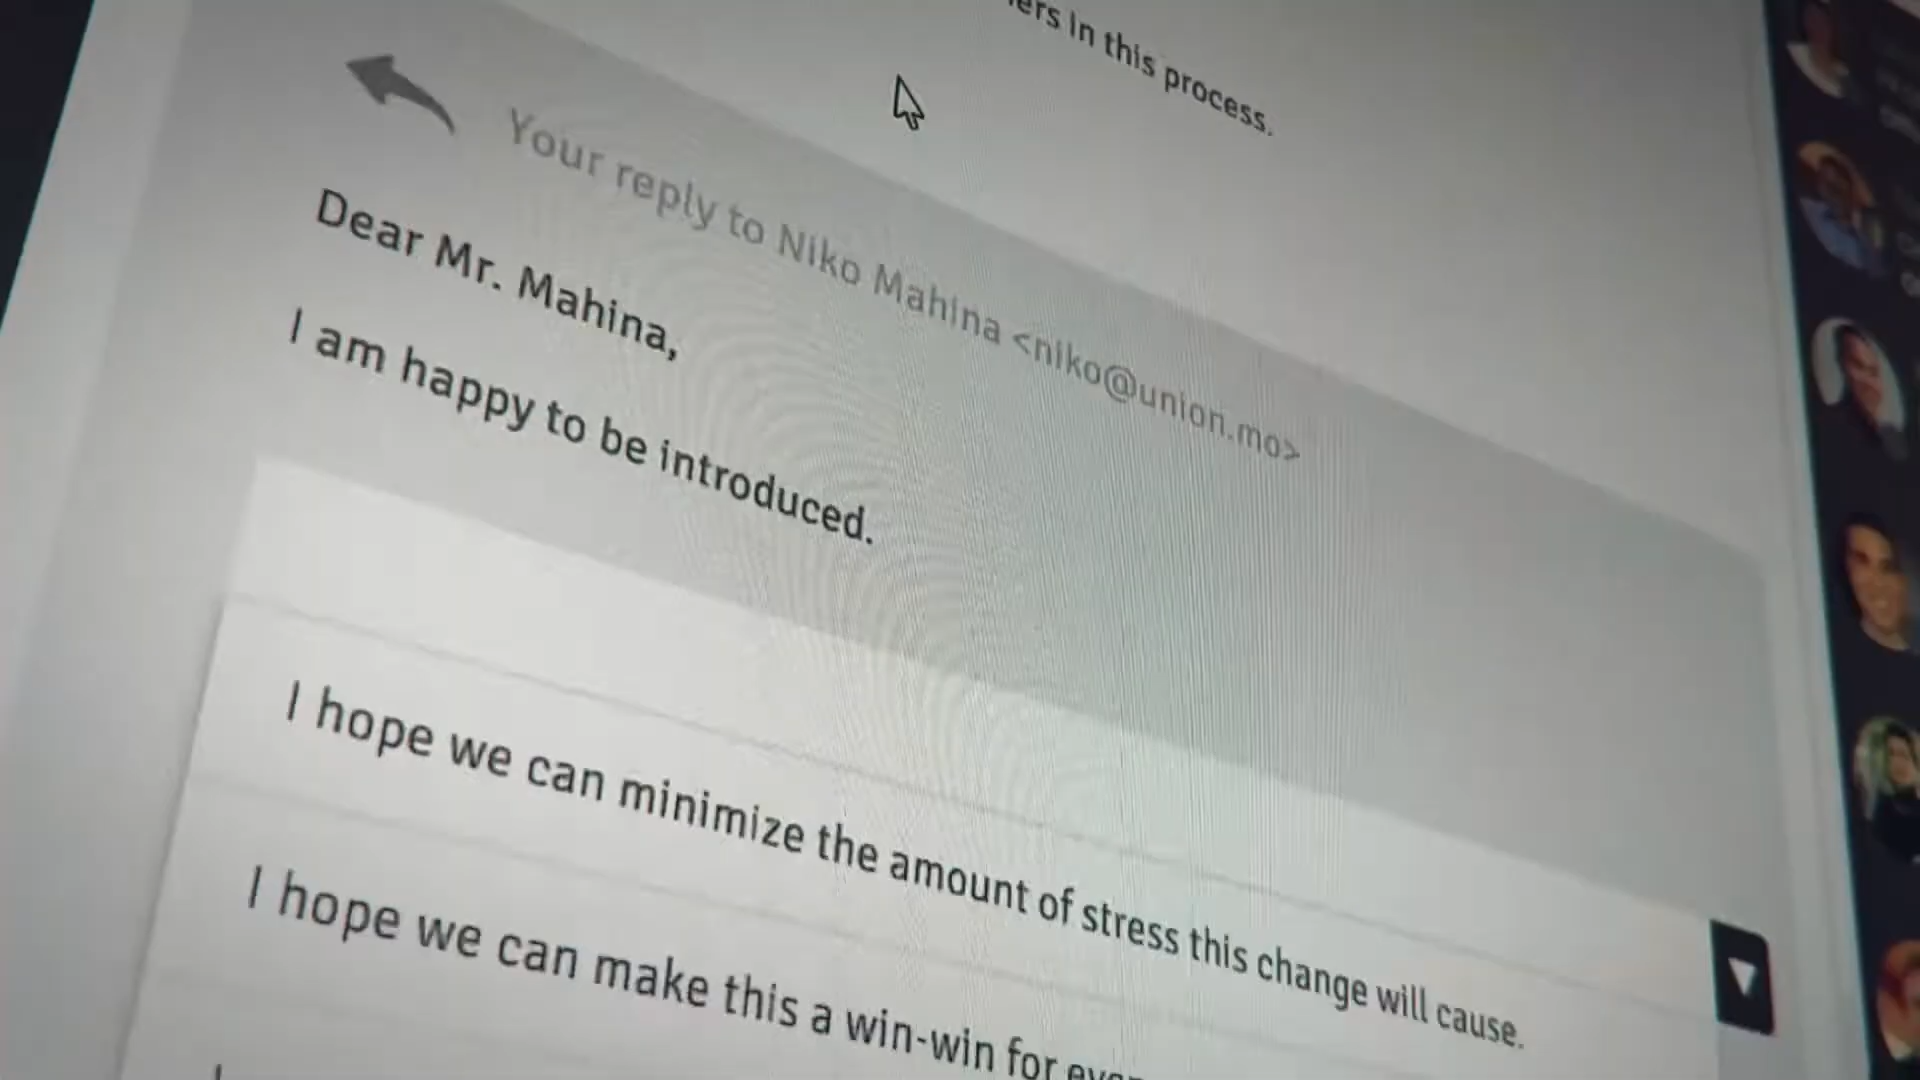 in this process.
Your reply to Niko Mahina <niko@union.mo>
Dear Mr. Mahina,
I am happy to be introduced.
I hope we can minimize the amount of stress this change will cause.
I hope we can make this a win-win for